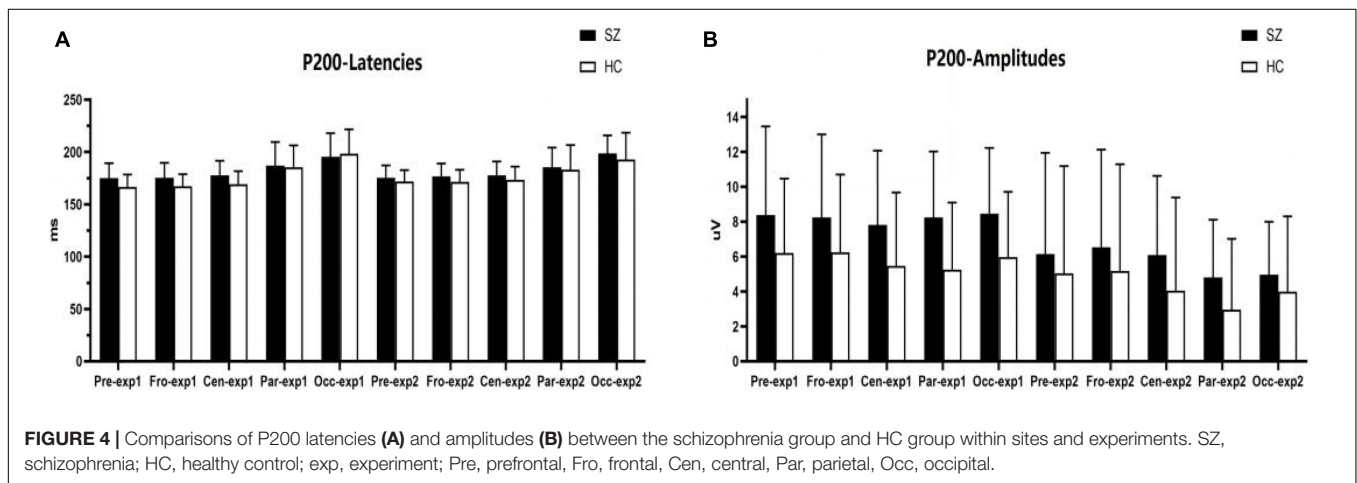 A
P200-Latencies
SZ
HC
250
200
150
100
50
0
ms
Pre-exp1 Fro-exp1 Cen-exp1 Par-exp1 Occ-exp1 Pre-exp2 Fro-exp2 Cen-exp2 Par-exp2 Occ-exp2
B
P200-Amplitudes
SZ
HC
14
12
10
8
6
4
2
0
uV
Pre-exp1 Fro-exp1 Cen-exp1 Par-exp1 Occ-exp1 Pre-exp2 Fro-exp2 Cen-exp2 Par-exp2 Occ-exp2
FIGURE 4 | Comparisons of P200 latencies (A) and amplitudes (B) between the schizophrenia group and HC group within sites and experiments. SZ,
schizophrenia; HC, healthy control; exp, experiment; Pre, prefrontal, Fro, frontal, Cen, central, Par, parietal, Occ, occipital.